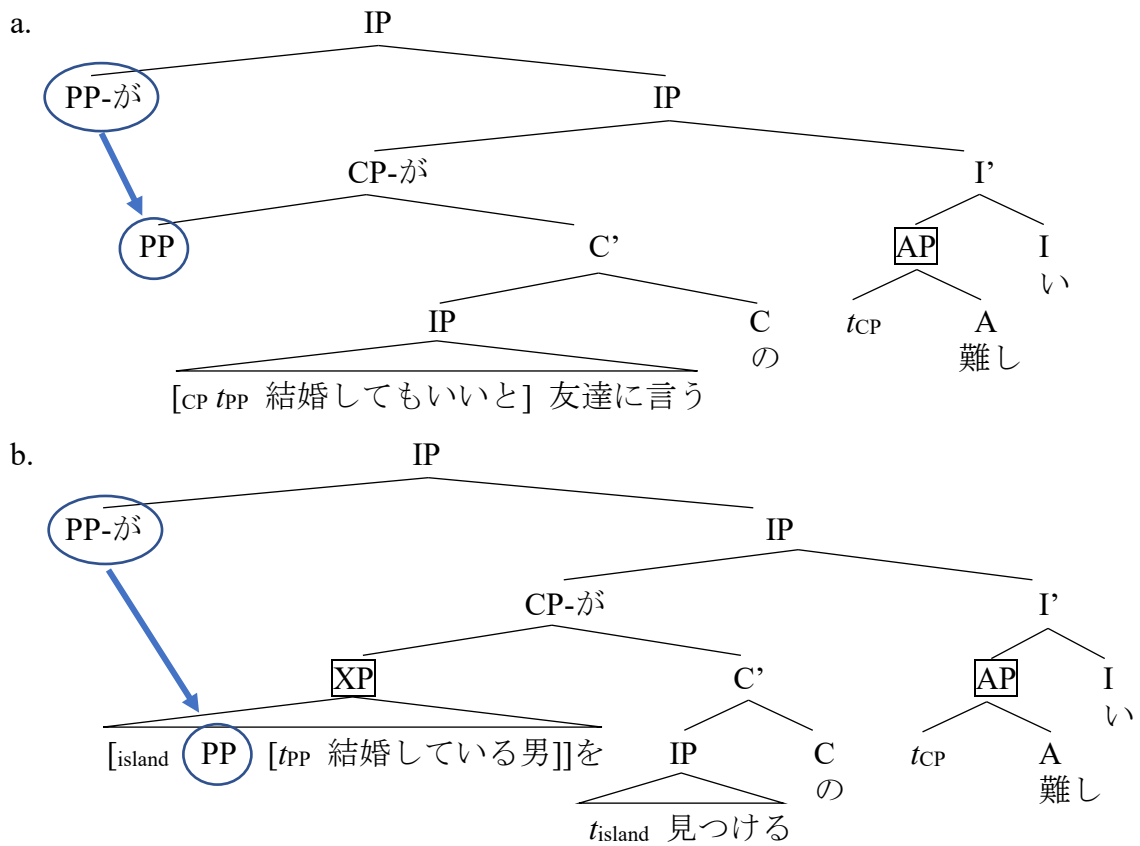 a.
IP
PP-が IP
CP-が I’
PP C’ AP I
い
IP C tCP A
の 難し
[CP tPP 結婚してもいいと] 友達に言う
b.
IP
PP-が IP
CP-が I’
XP C’ AP I
い
[island PP [tPP 結婚している男]]を IP C tCP A
の 難し
tisland 見つける